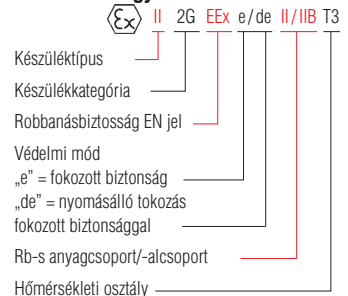 Ex II 2G EEx e/de II/IIB T3
Készüléktípus
Készülékkategória
Robbanásbiztosság EN jel
Védelmi mód
„e” = fokozott biztonság
„de” = nyomásálló tokozás
fokozott biztonsággal
Rb-s anyagcsoport/-alcsoport
Hőmérsékleti osztály